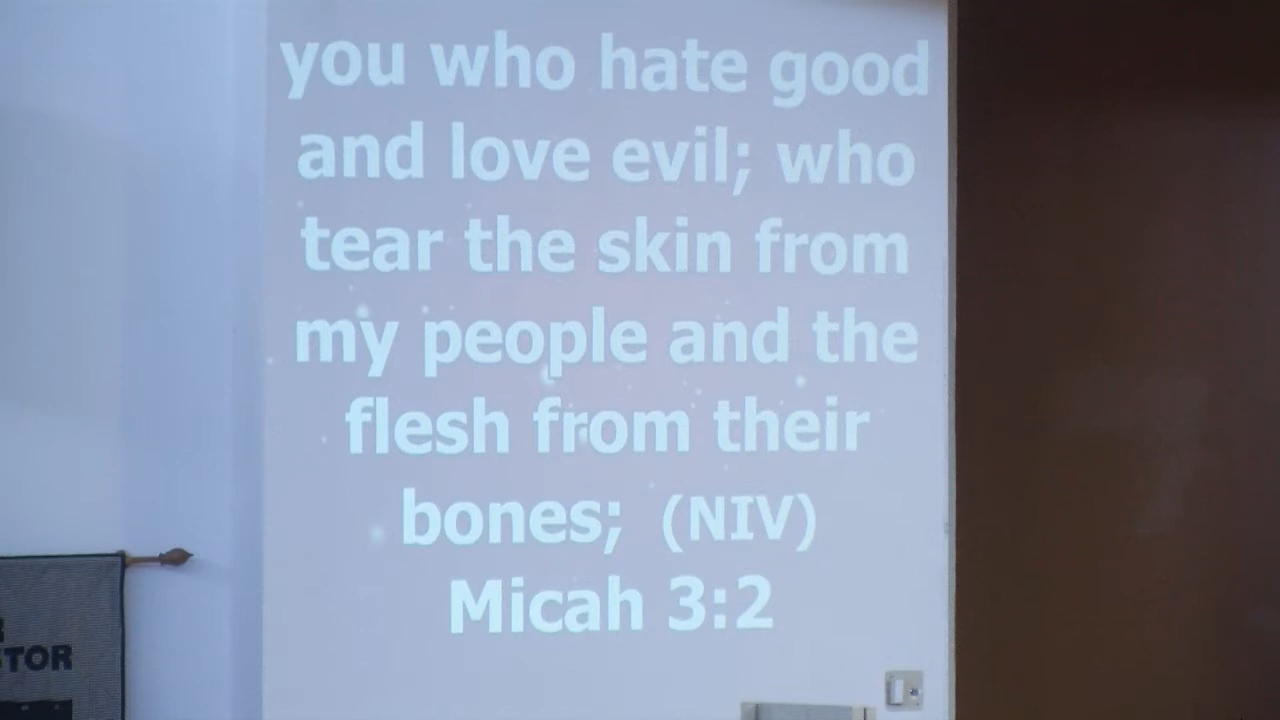 you who hate good
and love evil; who
tear the skin from
my people and the
flesh from their
bones; (NIV)
Micah 3:2